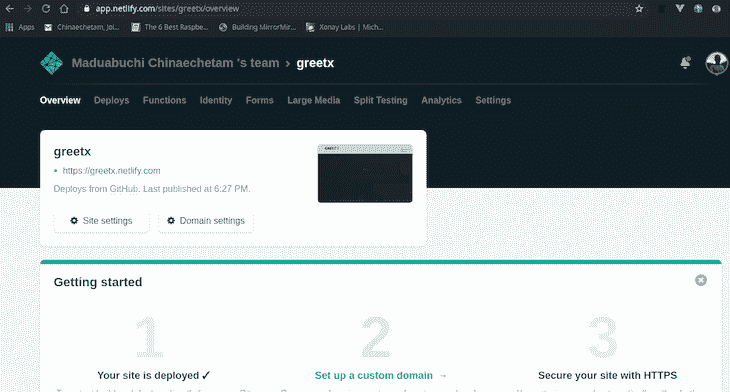 app.netlify.com/sites/greetx/overview
Apps Chinaechetam, Joi... The 6 Best Raspbe... Building MirrorMir... Xonay Labs | Mich...
Maduabuchi Chinaechetam 's team › greetx
Overview Deploys Functions Identity Forms Large Media Split Testing Analytics Settings
greetx
https://greetx.netlify.com
Deploys from GitHub. Last published at 6:27 PM.
Site settings Domain settings
Getting started
1 2 3
Your site is deployed ✓ Set up a custom domain → Secure your site with HTTPS